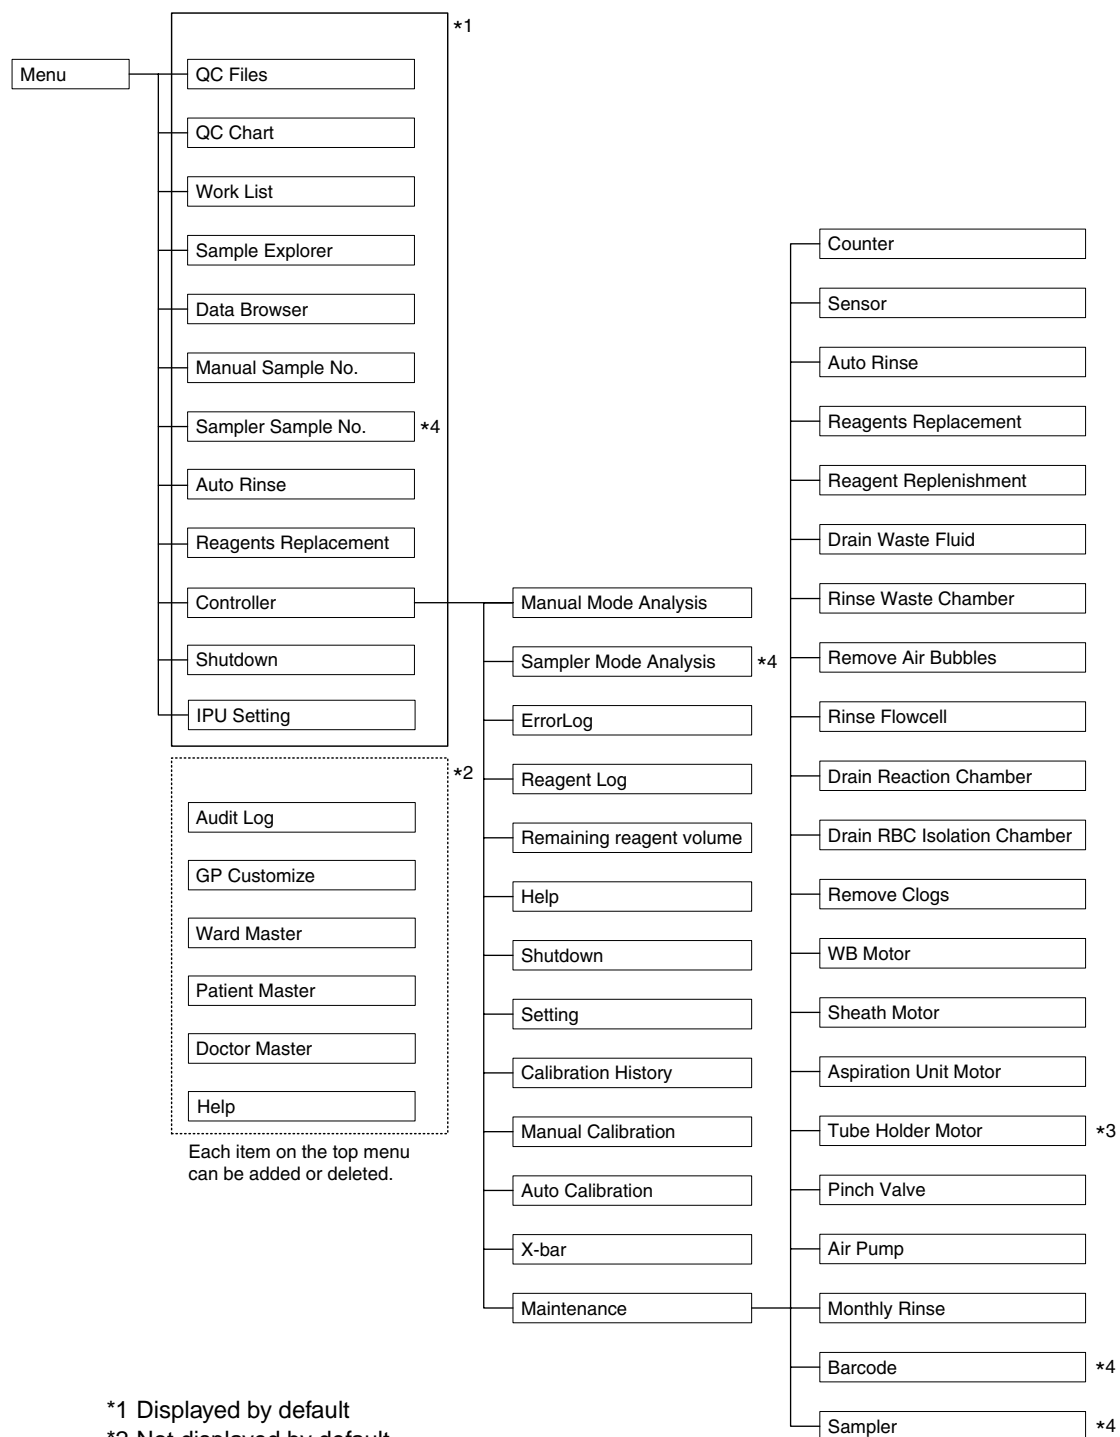 *1
Menu
QC Files
QC Chart
Work List
Sample Explorer
Data Browser
Manual Sample No.
Sampler Sample No. *4
Auto Rinse
Reagents Replacement
Controller
Shutdown
IPU Setting
*2
Audit Log
GP Customize
Ward Master
Patient Master
Doctor Master
Help
Each item on the top menu
can be added or deleted.
Manual Mode Analysis
Sampler Mode Analysis *4
ErrorLog
Reagent Log
Remaining reagent volume
Help
Shutdown
Setting
Calibration History
Manual Calibration
Auto Calibration
X-bar
Maintenance
Counter
Sensor
Auto Rinse
Reagents Replacement
Reagent Replenishment
Drain Waste Fluid
Rinse Waste Chamber
Remove Air Bubbles
Rinse Flowcell
Drain Reaction Chamber
Drain RBC Isolation Chamber
Remove Clogs
WB Motor
Sheath Motor
Aspiration Unit Motor
Tube Holder Motor *3
Pinch Valve
Air Pump
Monthly Rinse
Barcode *4
Sampler *4
*1 Displayed by default
*2 Not displayed by default